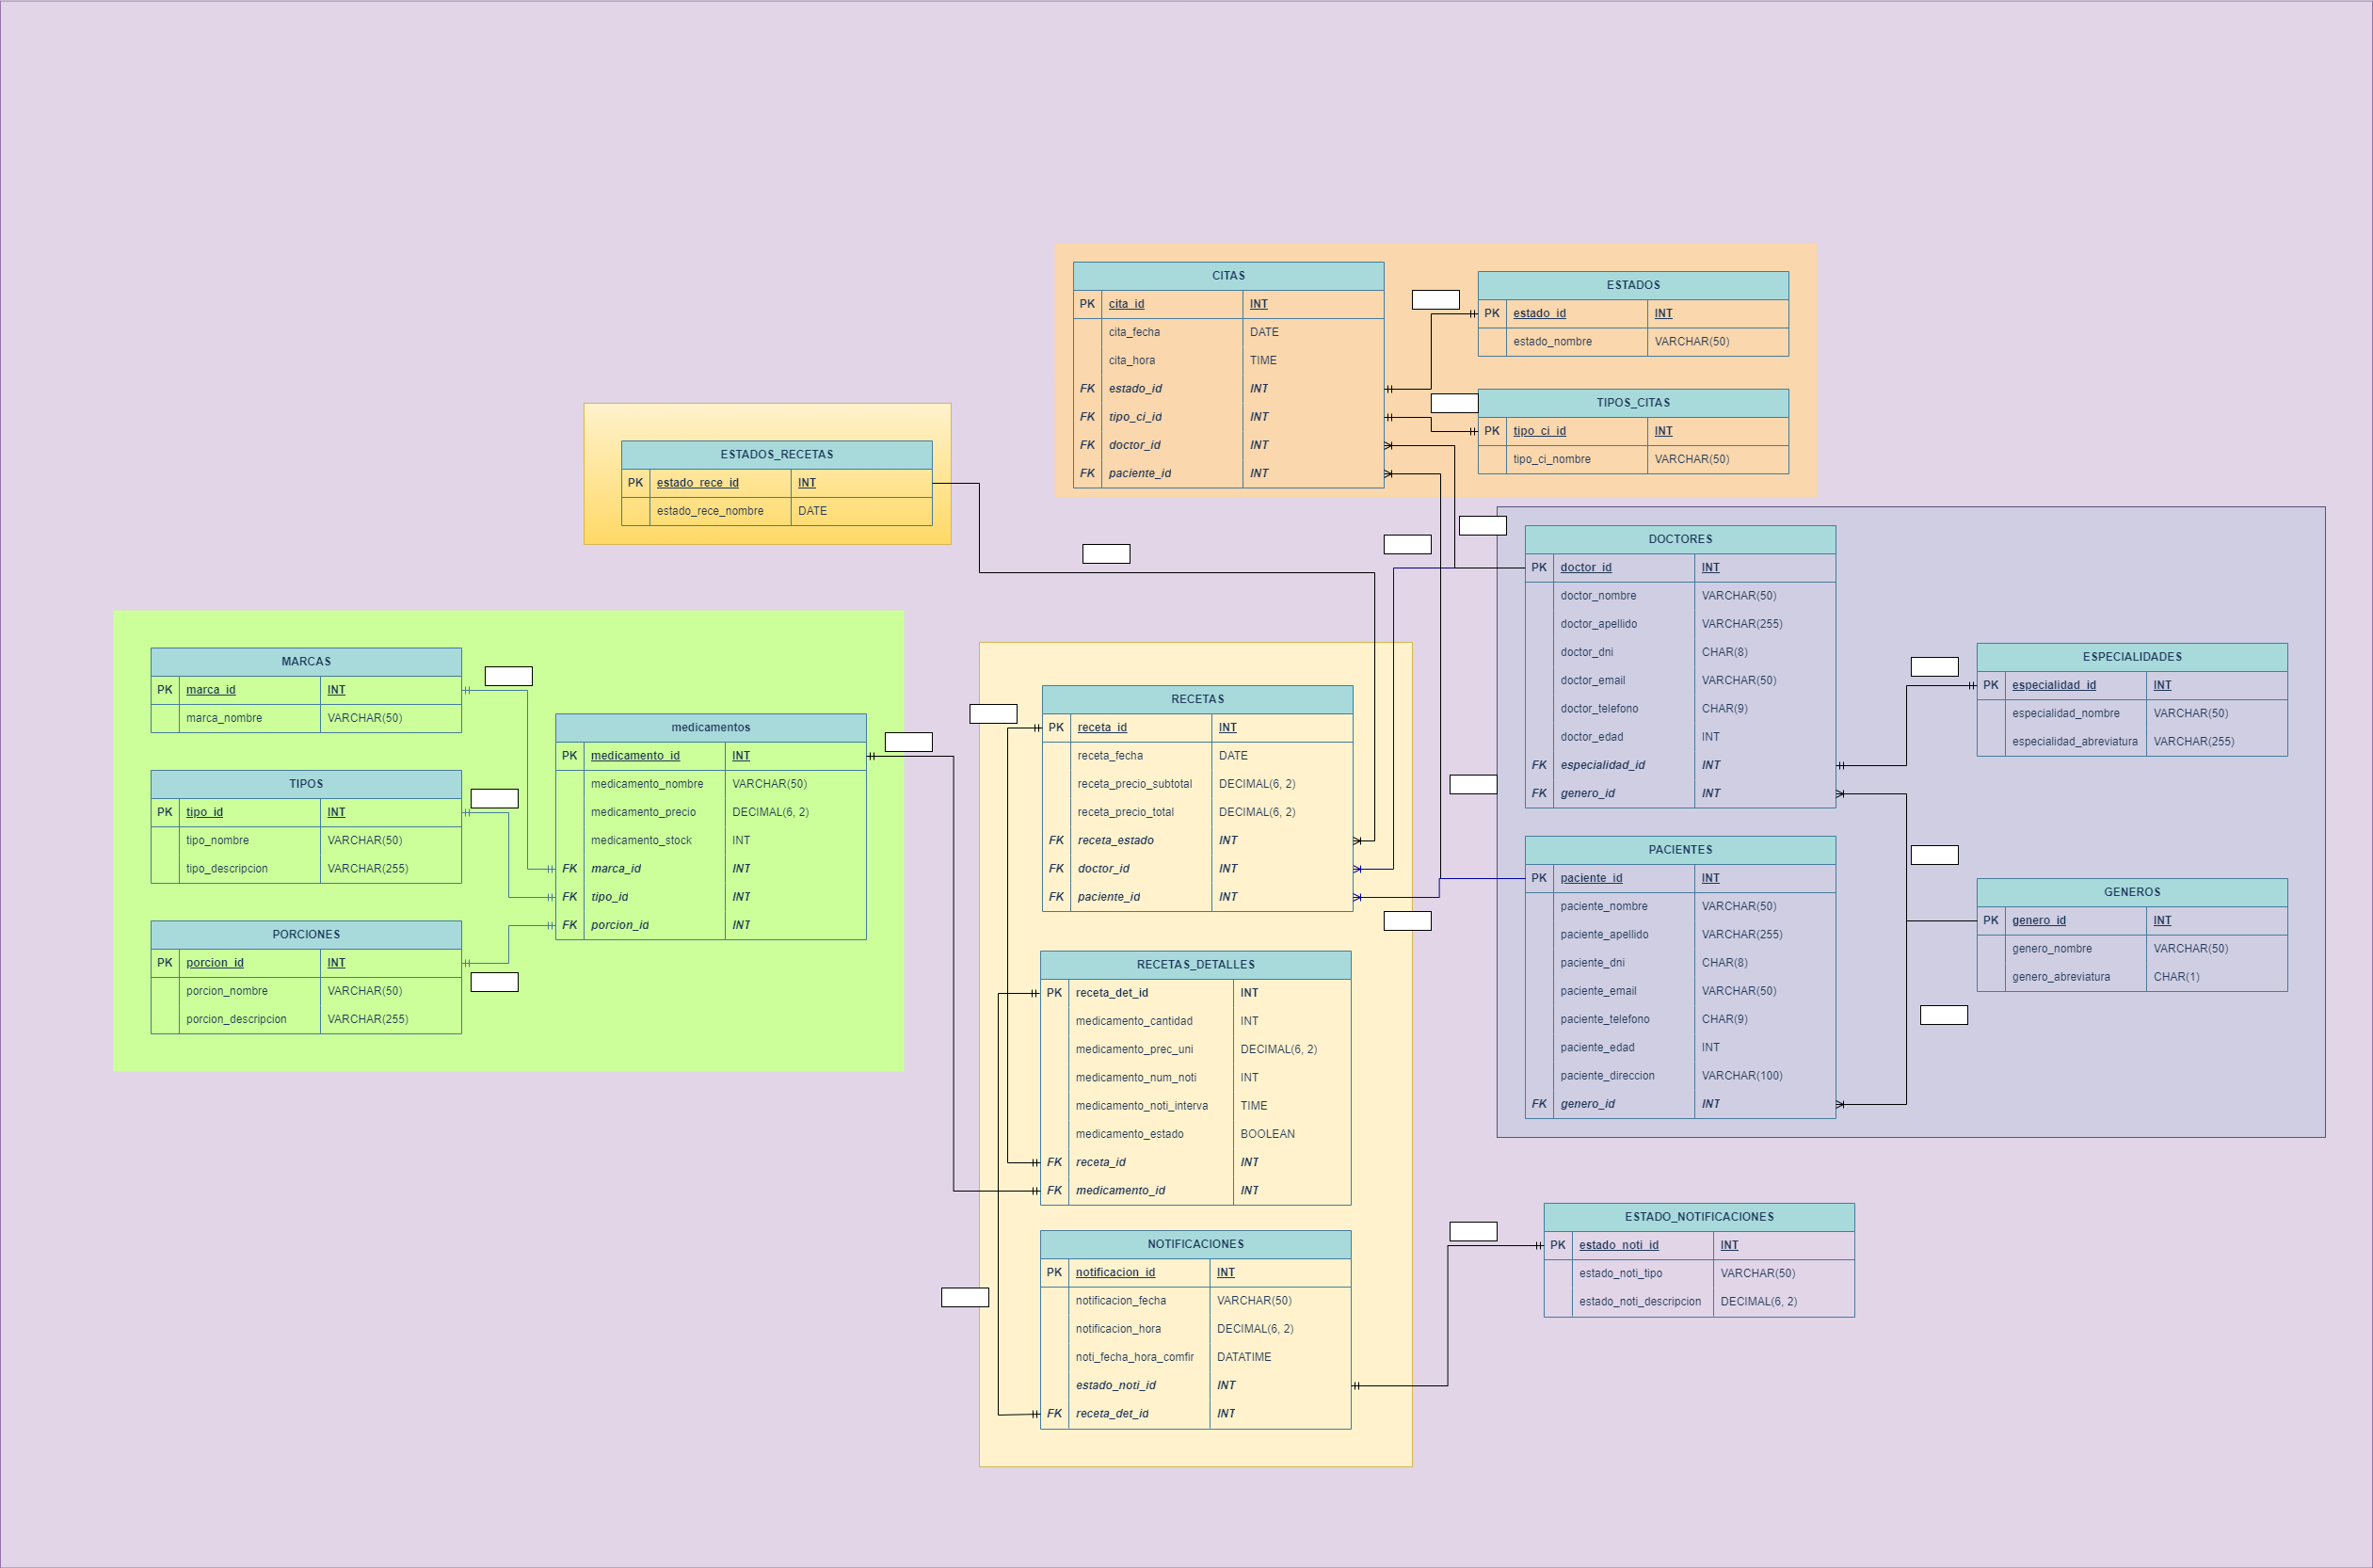 CITAS
PK cita_id INT
cita_fecha DATE
cita_hora TIME
FK estado_id INT
FK tipo_ci_id INT
FK doctor_id INT
FK paciente_id INT
ESTADOS
PK estado_id INT
estado_nombre VARCHAR(50)
TIPOS_CITAS
PK tipo_ci_id INT
tipo_ci_nombre VARCHAR(50)
ESTADOS_RECETAS
PK estado_rece_id INT
estado_rece_nombre DATE
DOCTORES
PK doctor_id INT
doctor_nombre VARCHAR(50)
doctor_apellido VARCHAR(255)
doctor_dni CHAR(8)
doctor_email VARCHAR(50)
doctor_telefono CHAR(9)
doctor_edad INT
FK especialidad_id INT
FK genero_id INT
ESPECIALIDADES
PK especialidad_id INT
especialidad_nombre VARCHAR(50)
especialidad_abreviatura VARCHAR(255)
MARCAS
PK marca_id INT
marca_nombre VARCHAR(50)
TIPOS
PK tipo_id INT
tipo_nombre VARCHAR(50)
tipo_descripcion VARCHAR(255)
PORCIONES
PK porcion_id INT
porcion_nombre VARCHAR(50)
porcion_descripcion VARCHAR(255)
medicamentos
PK medicamento_id INT
medicamento_nombre VARCHAR(50)
medicamento_precio DECIMAL(6, 2)
medicamento_stock INT
FK marca_id INT
FK tipo_id INT
FK porcion_id INT
RECETAS
PK receta_id INT
receta_fecha DATE
receta_precio_subtotal DECIMAL(6, 2)
receta_precio_total DECIMAL(6, 2)
FK receta_estado INT
FK doctor_id INT
FK paciente_id INT
PACIENTES
PK paciente_id INT
paciente_nombre VARCHAR(50)
paciente_apellido VARCHAR(255)
paciente_dni CHAR(8)
paciente_email VARCHAR(50)
paciente_telefono CHAR(9)
paciente_edad INT
paciente_direccion VARCHAR(100)
FK genero_id INT
GENEROS
PK genero_id INT
genero_nombre VARCHAR(50)
genero_abreviatura CHAR(1)
RECETAS_DETALLES
PK receta_det_id INT
medicamento_cantidad INT
medicamento_prec_uni DECIMAL(6, 2)
medicamento_num_noti INT
medicamento_noti_interva TIME
medicamento_estado BOOLEAN
FK receta_id INT
FK medicamento_id INT
NOTIFICACIONES
PK notificacion_id INT
notificacion_fecha VARCHAR(50)
notificacion_hora DECIMAL(6, 2)
noti_fecha_hora_comfir DATATIME
estado_noti_id INT
FK receta_det_id INT
ESTADO_NOTIFICACIONES
PK estado_noti_id INT
estado_noti_tipo VARCHAR(50)
estado_noti_descripcion DECIMAL(6, 2)